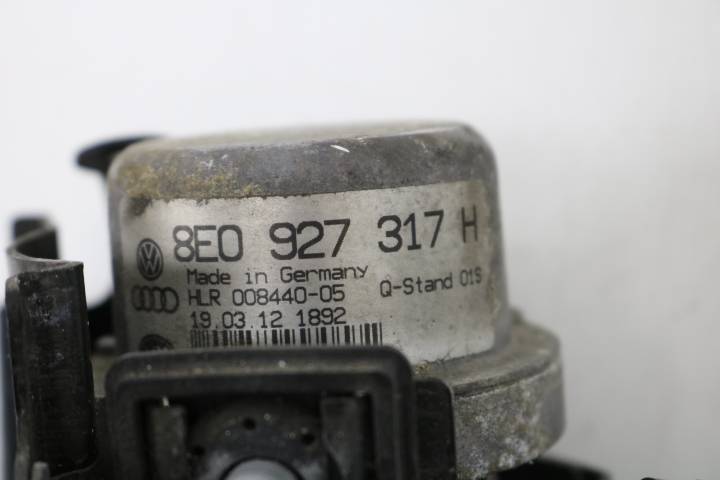 8E0 927 317 H
Made in Germany
HLR 008440-05 Q-Stand 01S
19.03.12 1892